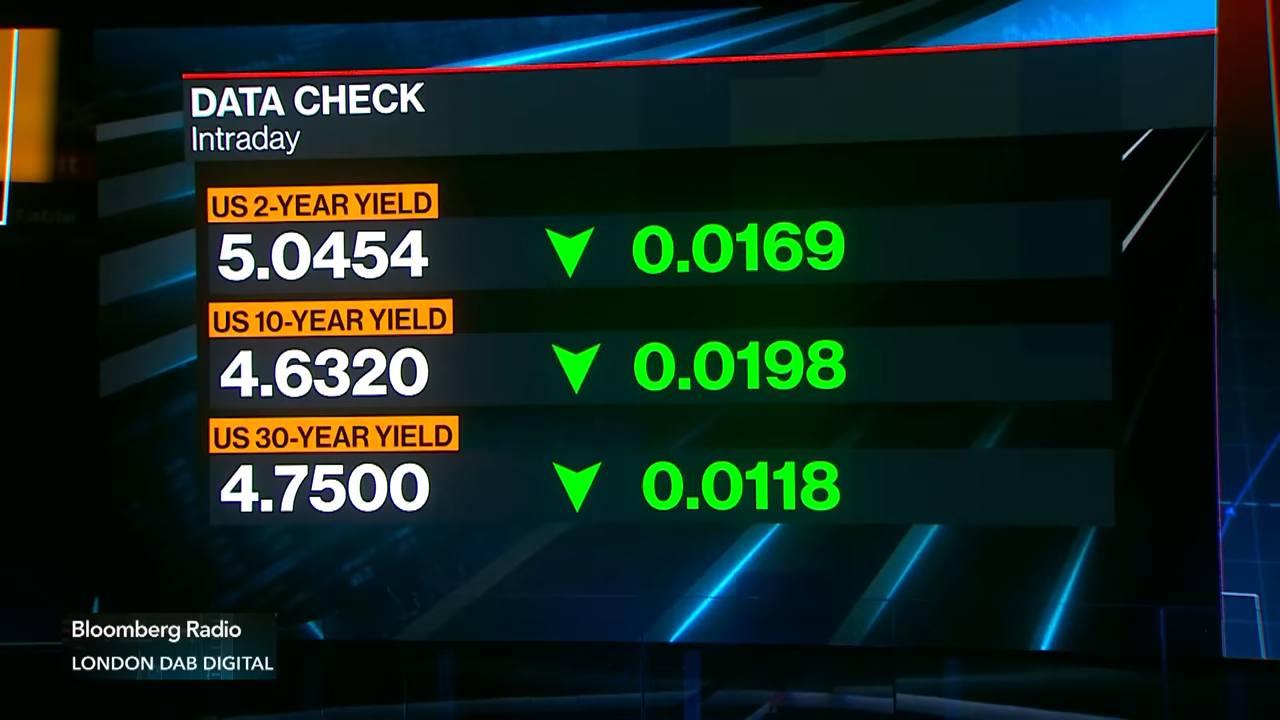 DATA CHECK
Intraday
US 2-YEAR YIELD
5.0454 ▼ 0.0169
US 10-YEAR YIELD
4.6320 ▼ 0.0198
US 30-YEAR YIELD
4.7500 ▼ 0.0118
Bloomberg Radio
LONDON DAB DIGITAL